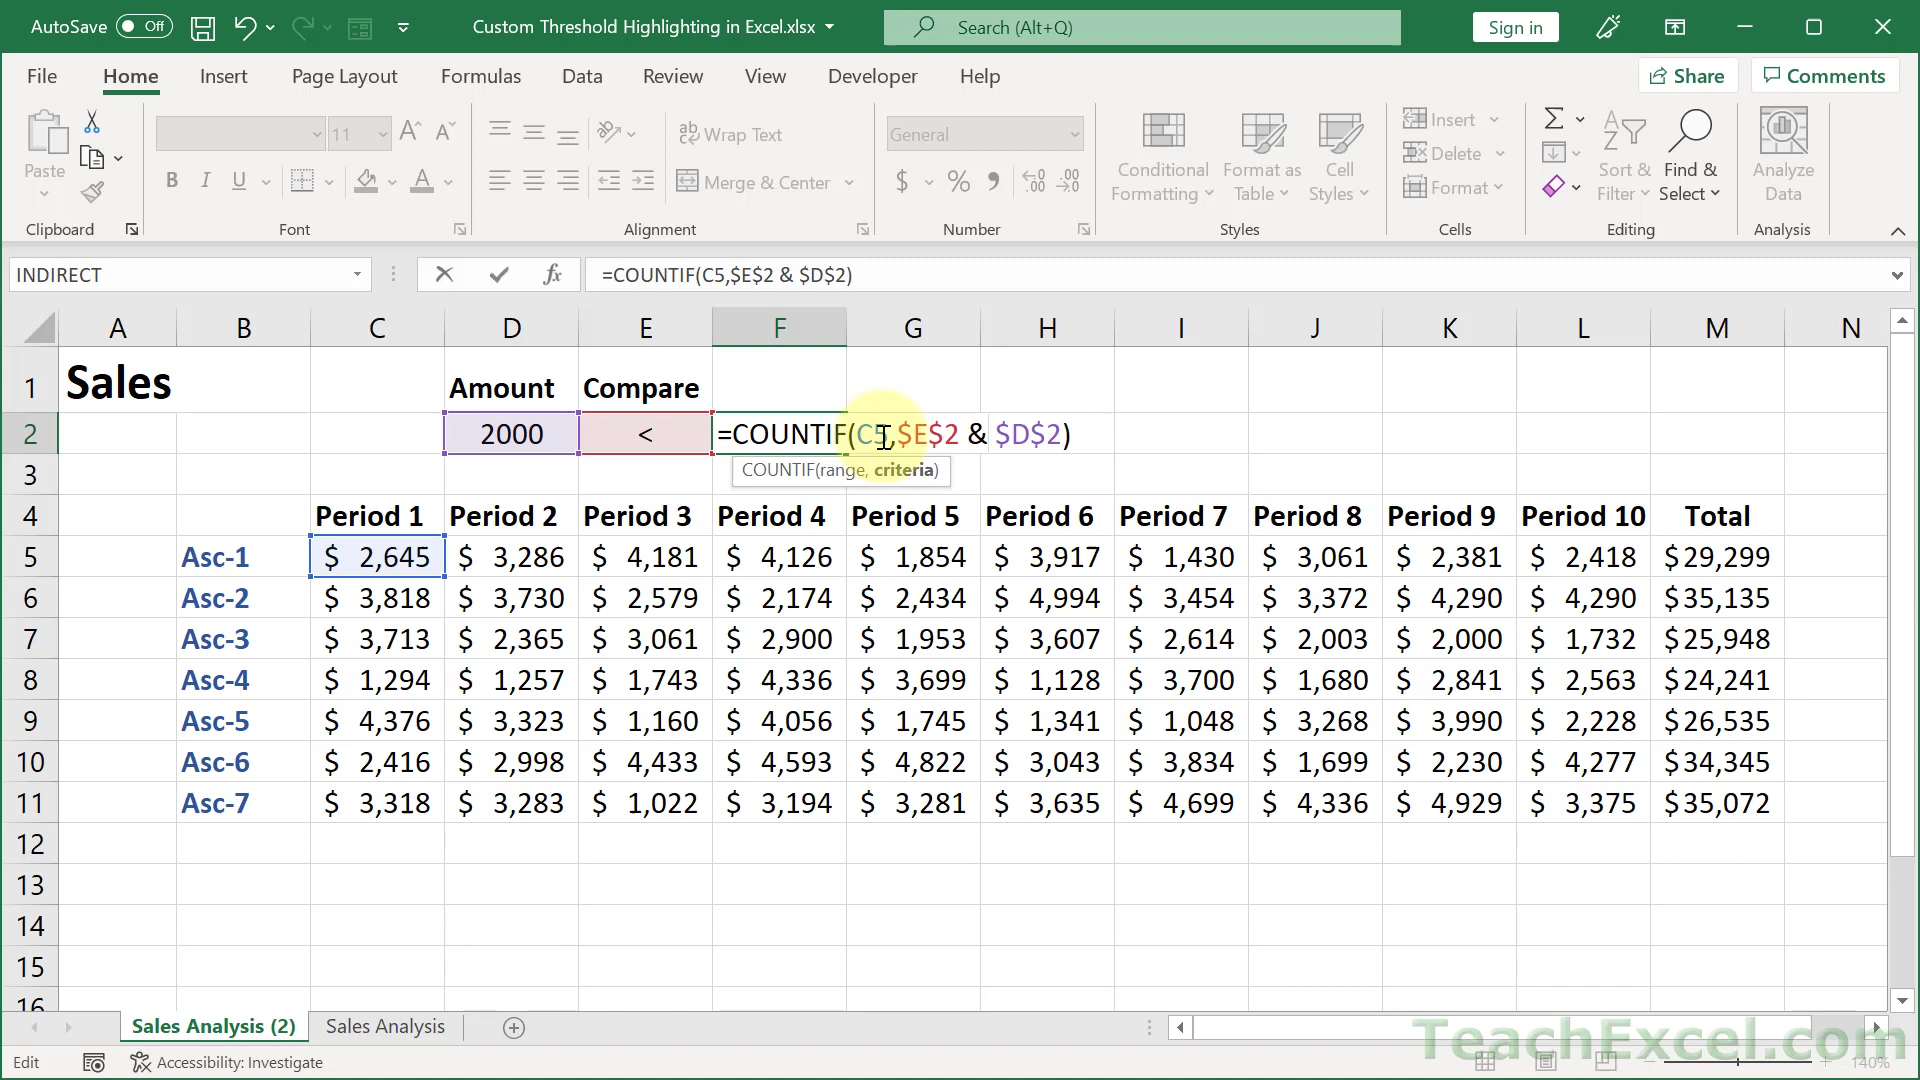 AutoSave Off Custom Threshold Highlighting in Excel.xlsx Search (Alt+Q) Sign in
File Home Insert Page Layout Formulas Data Review View Developer Help Share Comments
Paste 11 A A ab Wrap Text General Conditional Formatting Format as Table Cell Styles Insert Sort & Filter Find & Select Analyze Data
Delete
B I U A Merge & Center $ % Format
Clipboard Font Alignment Number Styles Cells Editing Analysis
INDIRECT fx =COUNTIF(C5,$E$2 & $D$2)
A B C D E F G H I J K L M N
1 Sales Amount Compare
2 2000 < =COUNTIF(C5,$E$2 & $D$2)
3 COUNTIF(range, criteria)
4 Period 1 Period 2 Period 3 Period 4 Period 5 Period 6 Period 7 Period 8 Period 9 Period 10 Total
5 Asc-1 $ 2,645 $ 3,286 $ 4,181 $ 4,126 $ 1,854 $ 3,917 $ 1,430 $ 3,061 $ 2,381 $ 2,418 $29,299
6 Asc-2 $ 3,818 $ 3,730 $ 2,579 $ 2,174 $ 2,434 $ 4,994 $ 3,454 $ 3,372 $ 4,290 $ 4,290 $35,135
7 Asc-3 $ 3,713 $ 2,365 $ 3,061 $ 2,900 $ 1,953 $ 3,607 $ 2,614 $ 2,003 $ 2,000 $ 1,732 $25,948
8 Asc-4 $ 1,294 $ 1,257 $ 1,743 $ 4,336 $ 3,699 $ 1,128 $ 3,700 $ 1,680 $ 2,841 $ 2,563 $24,241
9 Asc-5 $ 4,376 $ 3,323 $ 1,160 $ 4,056 $ 1,745 $ 1,341 $ 1,048 $ 3,268 $ 3,990 $ 2,228 $26,535
10 Asc-6 $ 2,416 $ 2,998 $ 4,433 $ 4,593 $ 4,822 $ 3,043 $ 3,834 $ 1,699 $ 2,230 $ 4,277 $34,345
11 Asc-7 $ 3,318 $ 3,283 $ 1,022 $ 3,194 $ 3,281 $ 3,635 $ 4,699 $ 4,336 $ 4,929 $ 3,375 $35,072
12
13
14
15
16
Sales Analysis (2) Sales Analysis
TeachExcel.com
Edit Accessibility: Investigate 140%